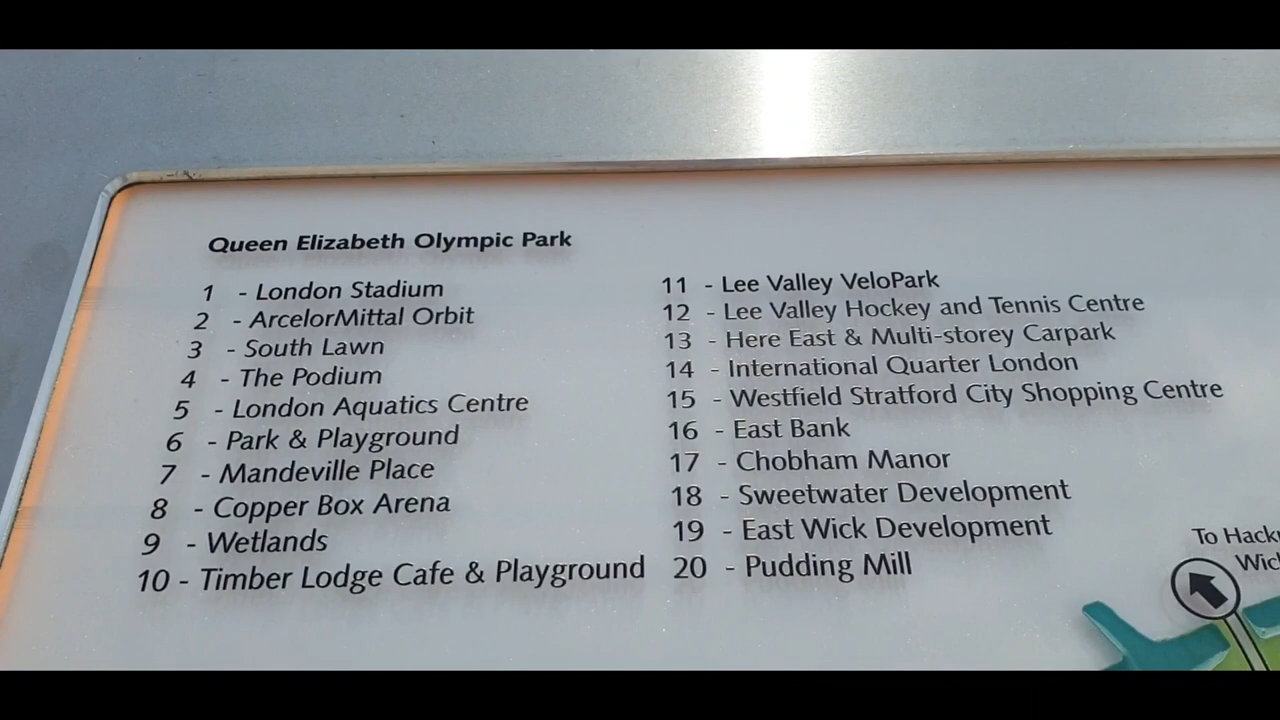 Queen Elizabeth Olympic Park
1 - London Stadium
2 - ArcelorMittal Orbit
3 - South Lawn
4 - The Podium
5 - London Aquatics Centre
6 - Park & Playground
7 - Mandeville Place
8 - Copper Box Arena
9 - Wetlands
10 - Timber Lodge Cafe & Playground
11 - Lee Valley VeloPark
12 - Lee Valley Hockey and Tennis Centre
13 - Here East & Multi-storey Carpark
14 - International Quarter London
15 - Westfield Stratford City Shopping Centre
16 - East Bank
17 - Chobham Manor
18 - Sweetwater Development
19 - East Wick Development
20 - Pudding Mill
To